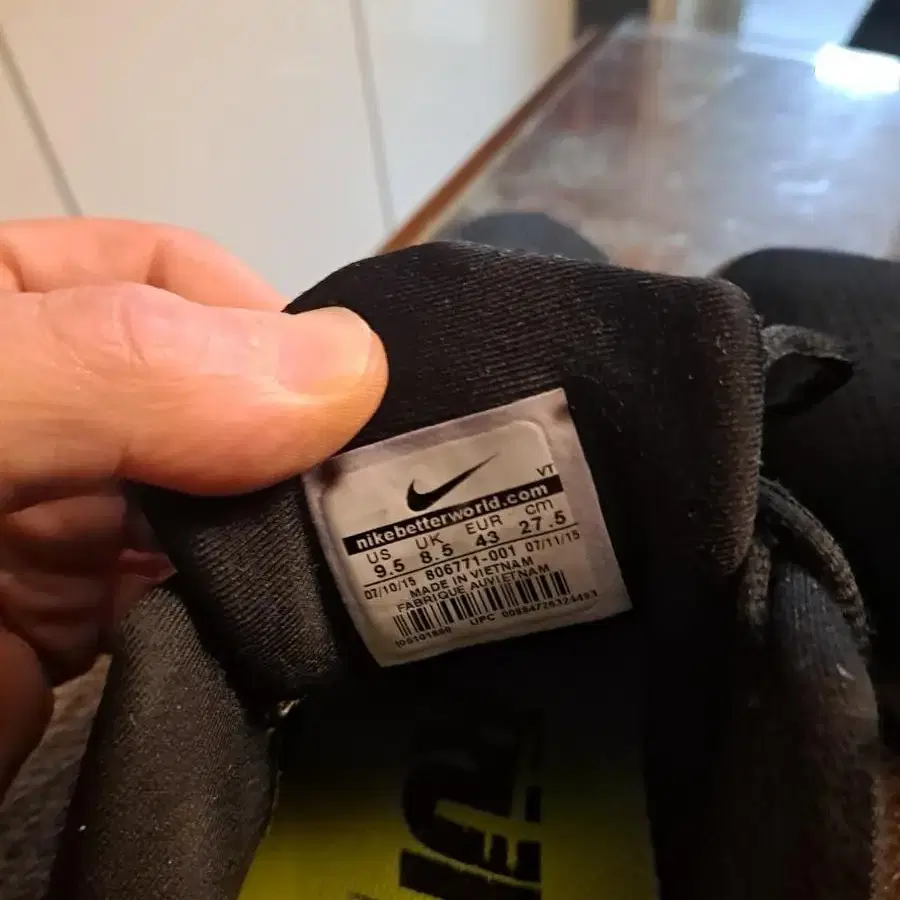 VT
nikebetterworld.com
US UK EUR cm
9.5 8.5 43 27.5
07/10/15 806771-001 07/11/15
MADE IN VIETNAM
FABRIQUE AU VIETNAM
UPC